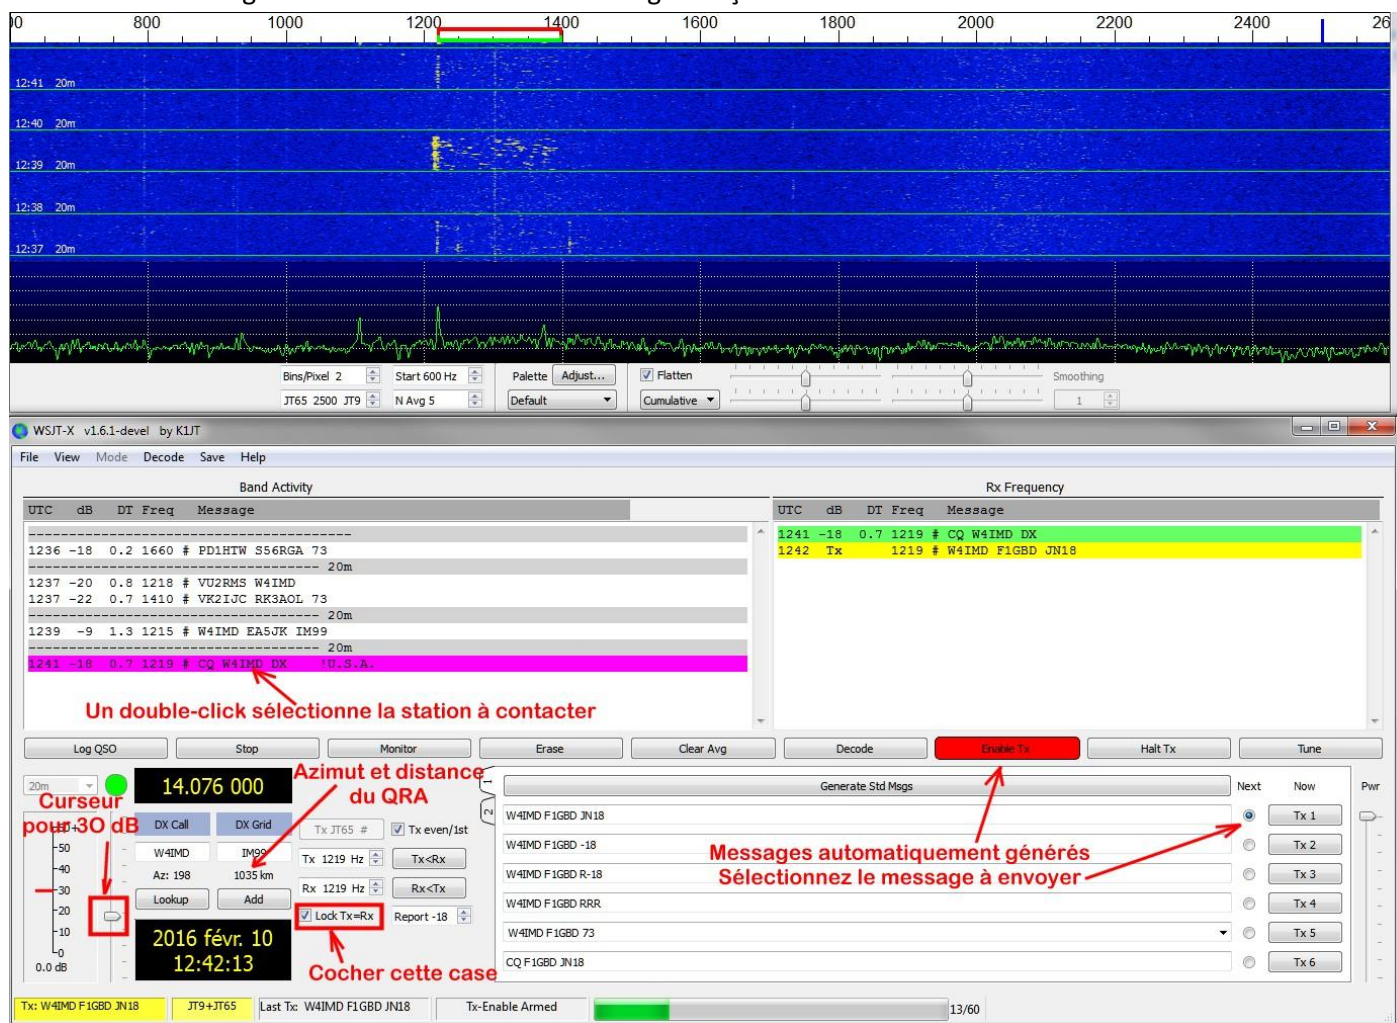 00 800 1000 1200 1400 1600 1800 2000 2200 2400 26
12:41 20m
12:40 20m
12:39 20m
12:38 20m
12:37 20m
Bins/Pixel 2 Start 600 Hz Palette Adjust... Flatten Smoothing
JT65 2500 JT9 N Avg 5 Default Cumulative 1
WSJT-X v1.6.1-devel by K1JT
File View Mode Decode Save Help
Band Activity
UTC dB DT Freq Message
1236 -18 0.2 1660 # PD1HTW S56RGA 73
20m
1237 -20 0.8 1218 # VU2RMS W4IMD
1237 -22 0.7 1410 # VK2IJC RK3AOL 73
20m
1239 -9 1.3 1215 # W4IMD EA5JK IM99
20m
1241 -18 0.7 1219 # CQ W4IMD DX !U.S.A.
Un double-click sélectionne la station à contacter
Rx Frequency
UTC dB DT Freq Message
1241 -18 0.7 1219 # CQ W4IMD DX
1242 Tx 1219 # W4IMD F1GBD JN18
Log QSO Stop Monitor Erase Clear Avg Decode Enable Tx Halt Tx Tune
20m 14.076 000
Azimut et distance
du QRA
Curseur
pour 30 dB
DX Call DX Grid
W4IMD IM99
Az: 198 1035 km
Lookup Add
2016 févr. 10
12:42:13
-50
-40
-30
-20
-10
0
0.0 dB
Tx JT65 # Tx even/1st
Tx 1219 Hz Tx<Rx
Rx 1219 Hz Rx<Tx
Lock Tx=Rx Report -18
Cocher cette case
1
2
Generate Std Msgs Next Now Pwr
W4IMD F1GBD JN18 Tx 1
W4IMD F1GBD -18 Tx 2
W4IMD F1GBD R-18 Tx 3
W4IMD F1GBD RRR Tx 4
W4IMD F1GBD 73 Tx 5
CQ F1GBD JN18 Tx 6
Messages automatiquement générés
Sélectionnez le message à envoyer
Tx: W4IMD F1GBD JN18 JT9+JT65 Last Tx: W4IMD F1GBD JN18 Tx-Enable Armed 13/60